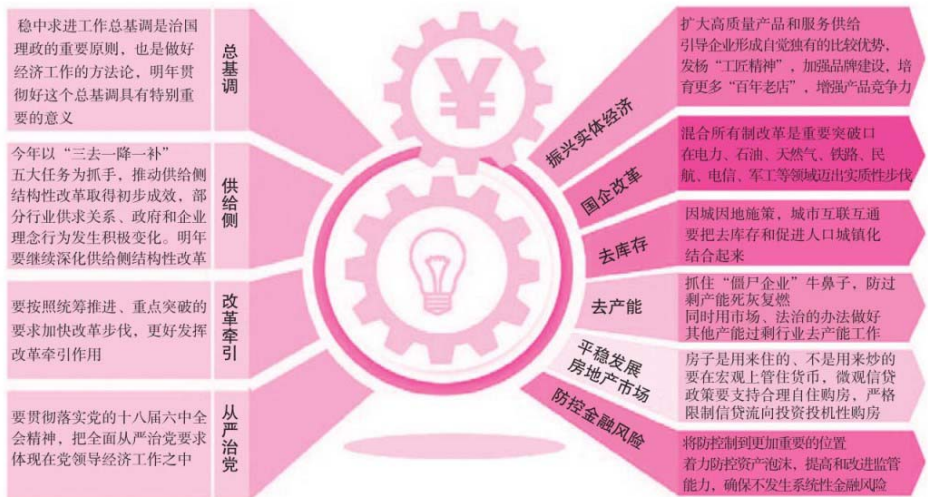 稳中求进工作总基调是治国
理政的重要原则，也是做好
经济工作的方法论，明年贯
彻好这个总基调具有特别重
要的意义
总基调
今年以“三去一降一补”
五大任务为抓手，推动供给侧
结构性改革取得初步成效，部
分行业供求关系、政府和企业
理念行为发生积极变化。明年
要继续深化供给侧结构性改革
供给侧
要按照统筹推进、重点突破的
要求加快改革步伐，更好发挥
改革牵引作用
改革牵引
要贯彻落实党的十八届六中全
会精神，把全面从严治党要求
体现在党领导经济工作之中
从严治党
¥
振兴实体经济
扩大高质量产品和服务供给
引导企业形成自觉独有的比较优势，
发杨“工匠精神”，加强品牌建设，培
育更多“百年老店”，增强产品竞争力
国企改革
混合所有制改革是重要突破口
在电力、石油、天然气、铁路、民
航、电信、军工等领域迈出实质性步伐
去库存
因城因地施策，城市互联互通
要把去库存和促进人口城镇化
结合起来
去产能
抓住“僵尸企业”牛鼻子，防过
剩产能死灰复燃
同时用市场、法治的办法做好
其他产能过剩行业去产能工作
平稳发展
房地产市场
房子是用来住的、不是用来炒的
要在宏观上管住货币，微观信贷
政策要支持合理自住购房，严格
限制信贷流向投资投机性购房
防控金融风险
将防控制到更加重要的位置
着力防控资产泡沫，提高和改进监管
能力，确保不发生系统性金融风险